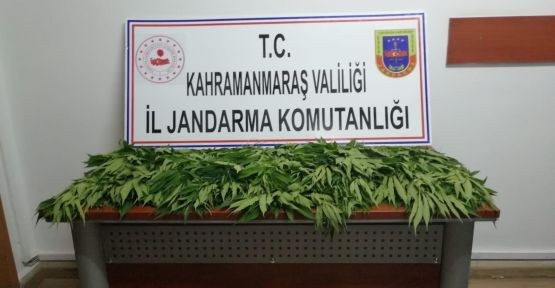 T.C.
KAHRAMANMARAŞ VALİLİĞİ
İL JANDARMA KOMUTANLIĞI